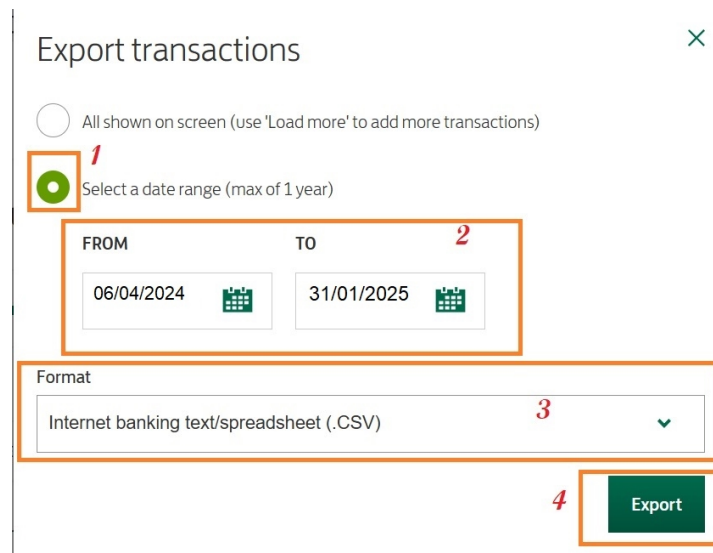 Export transactions
All shown on screen (use 'Load more' to add more transactions)
1
Select a date range (max of 1 year)
FROM TO 2
06/04/2024 31/01/2025
Format
Internet banking text/spreadsheet (.CSV) 3
4 Export